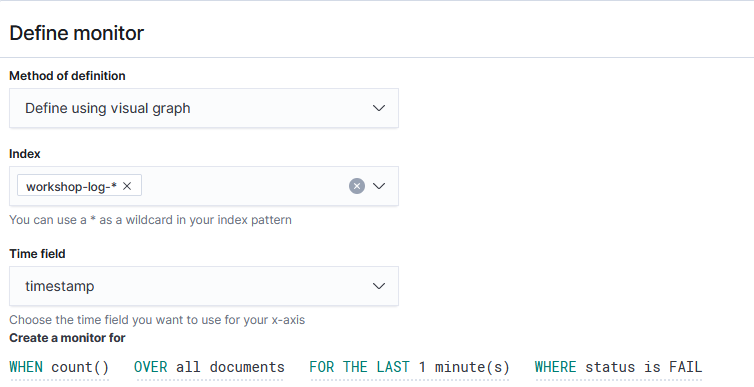 Define monitor
Method of definition
Define using visual graph
Index
workshop-log-*
You can use a * as a wildcard in your index pattern
Time field
timestamp
Choose the time field you want to use for your x-axis
Create a monitor for
WHEN count() OVER all documents FOR THE LAST 1 minute(s) WHERE status is FAIL